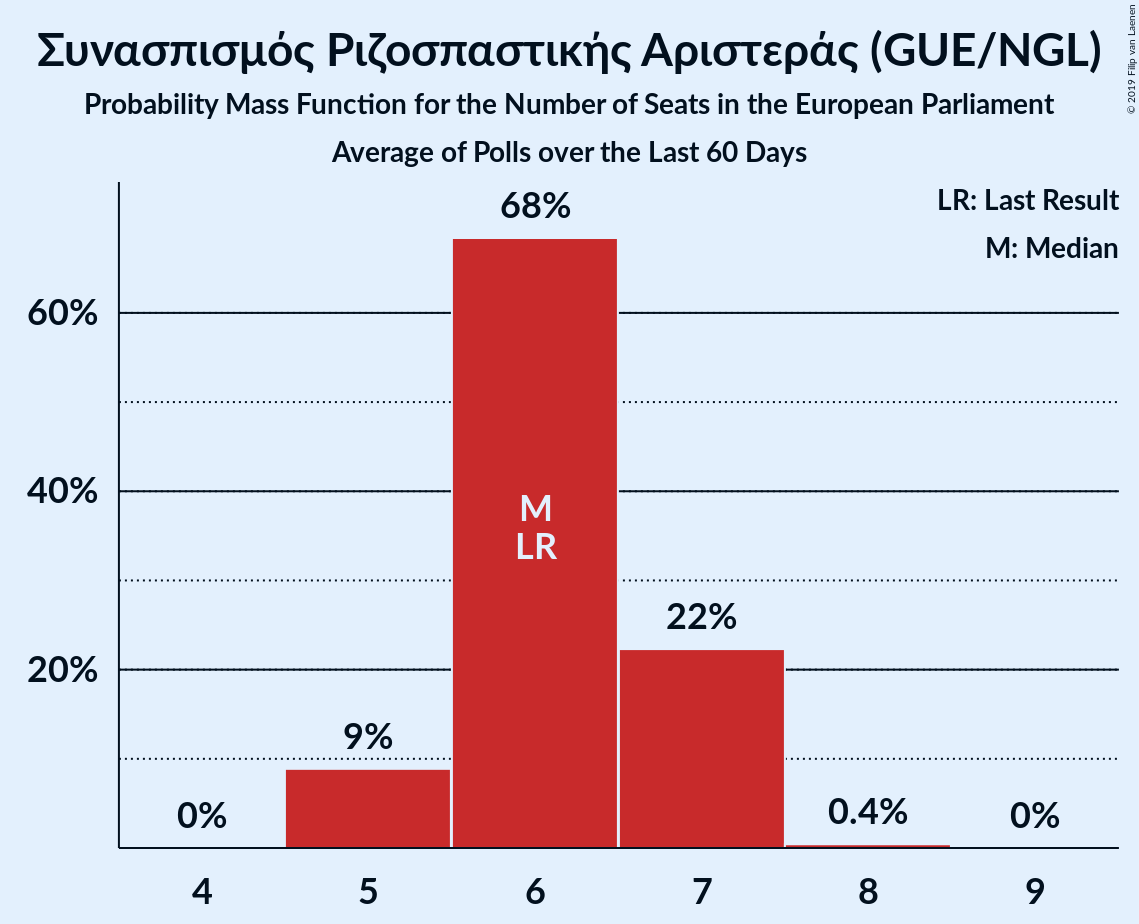 Συνασπισμός Ριζοσπαστικής Αριστεράς (GUE/NGL)
Probability Mass Function for the Number of Seats in the European Parliament
Average of Polls over the Last 60 Days
© 2019 Filip van Laenen
LR: Last Result
M: Median
68%
60%
40%
M
LR
22%
20%
9%
0%
0.4%
0%
4 5 6 7 8 9